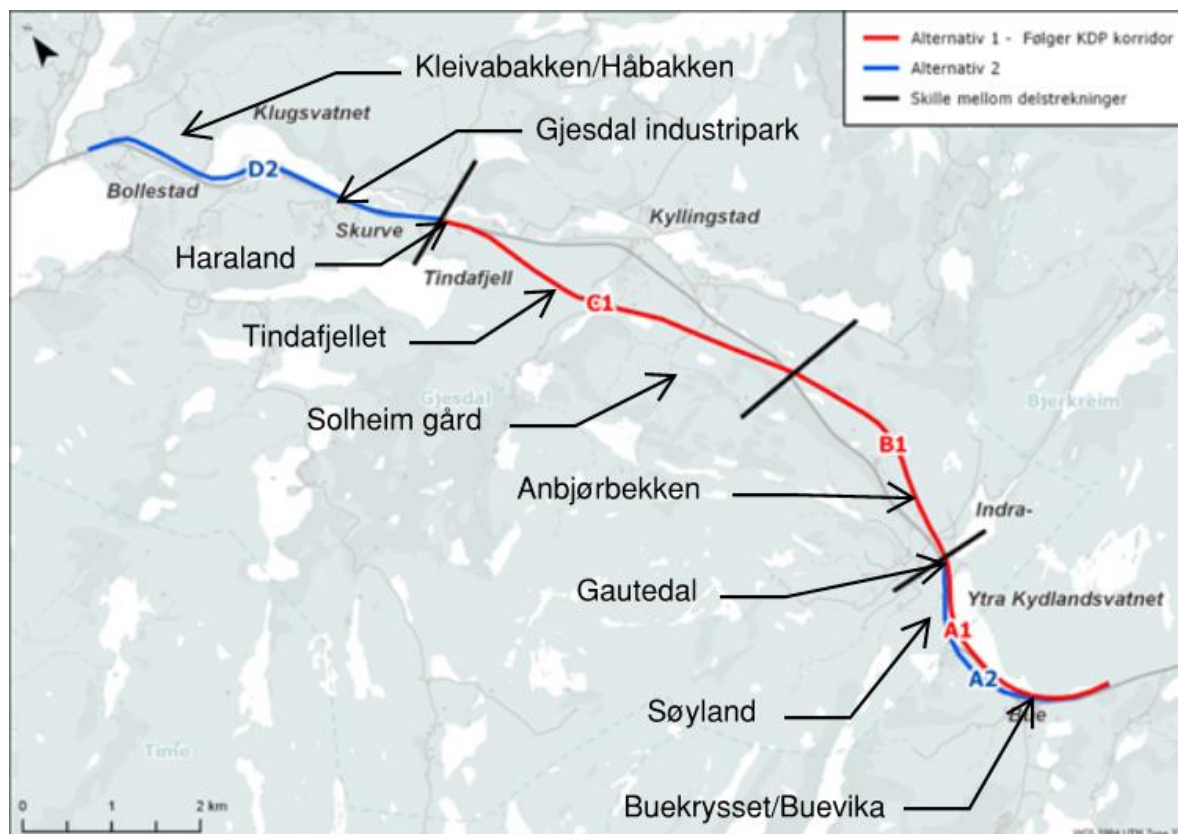 Alternativ 1 - Følger KDP korridor
Alternativ 2
Skille mellom delstrekninger
Kleivabakken/Håbakken
Klugsvatnet
Gjesdal industripark
D2
Bollestad
Skurve
Kyllingstad
Haraland
Tindafjell
C1
Tindafjellet
Gjesdal
Bjerkreim
Solheim gård
B1
Anbjørbekken
Indra-
Gautedal
Ytra Kydlandsvatnet
A1
A2
Søyland
Bue
Time
Buekrysset/Buevika
0 1 2 km